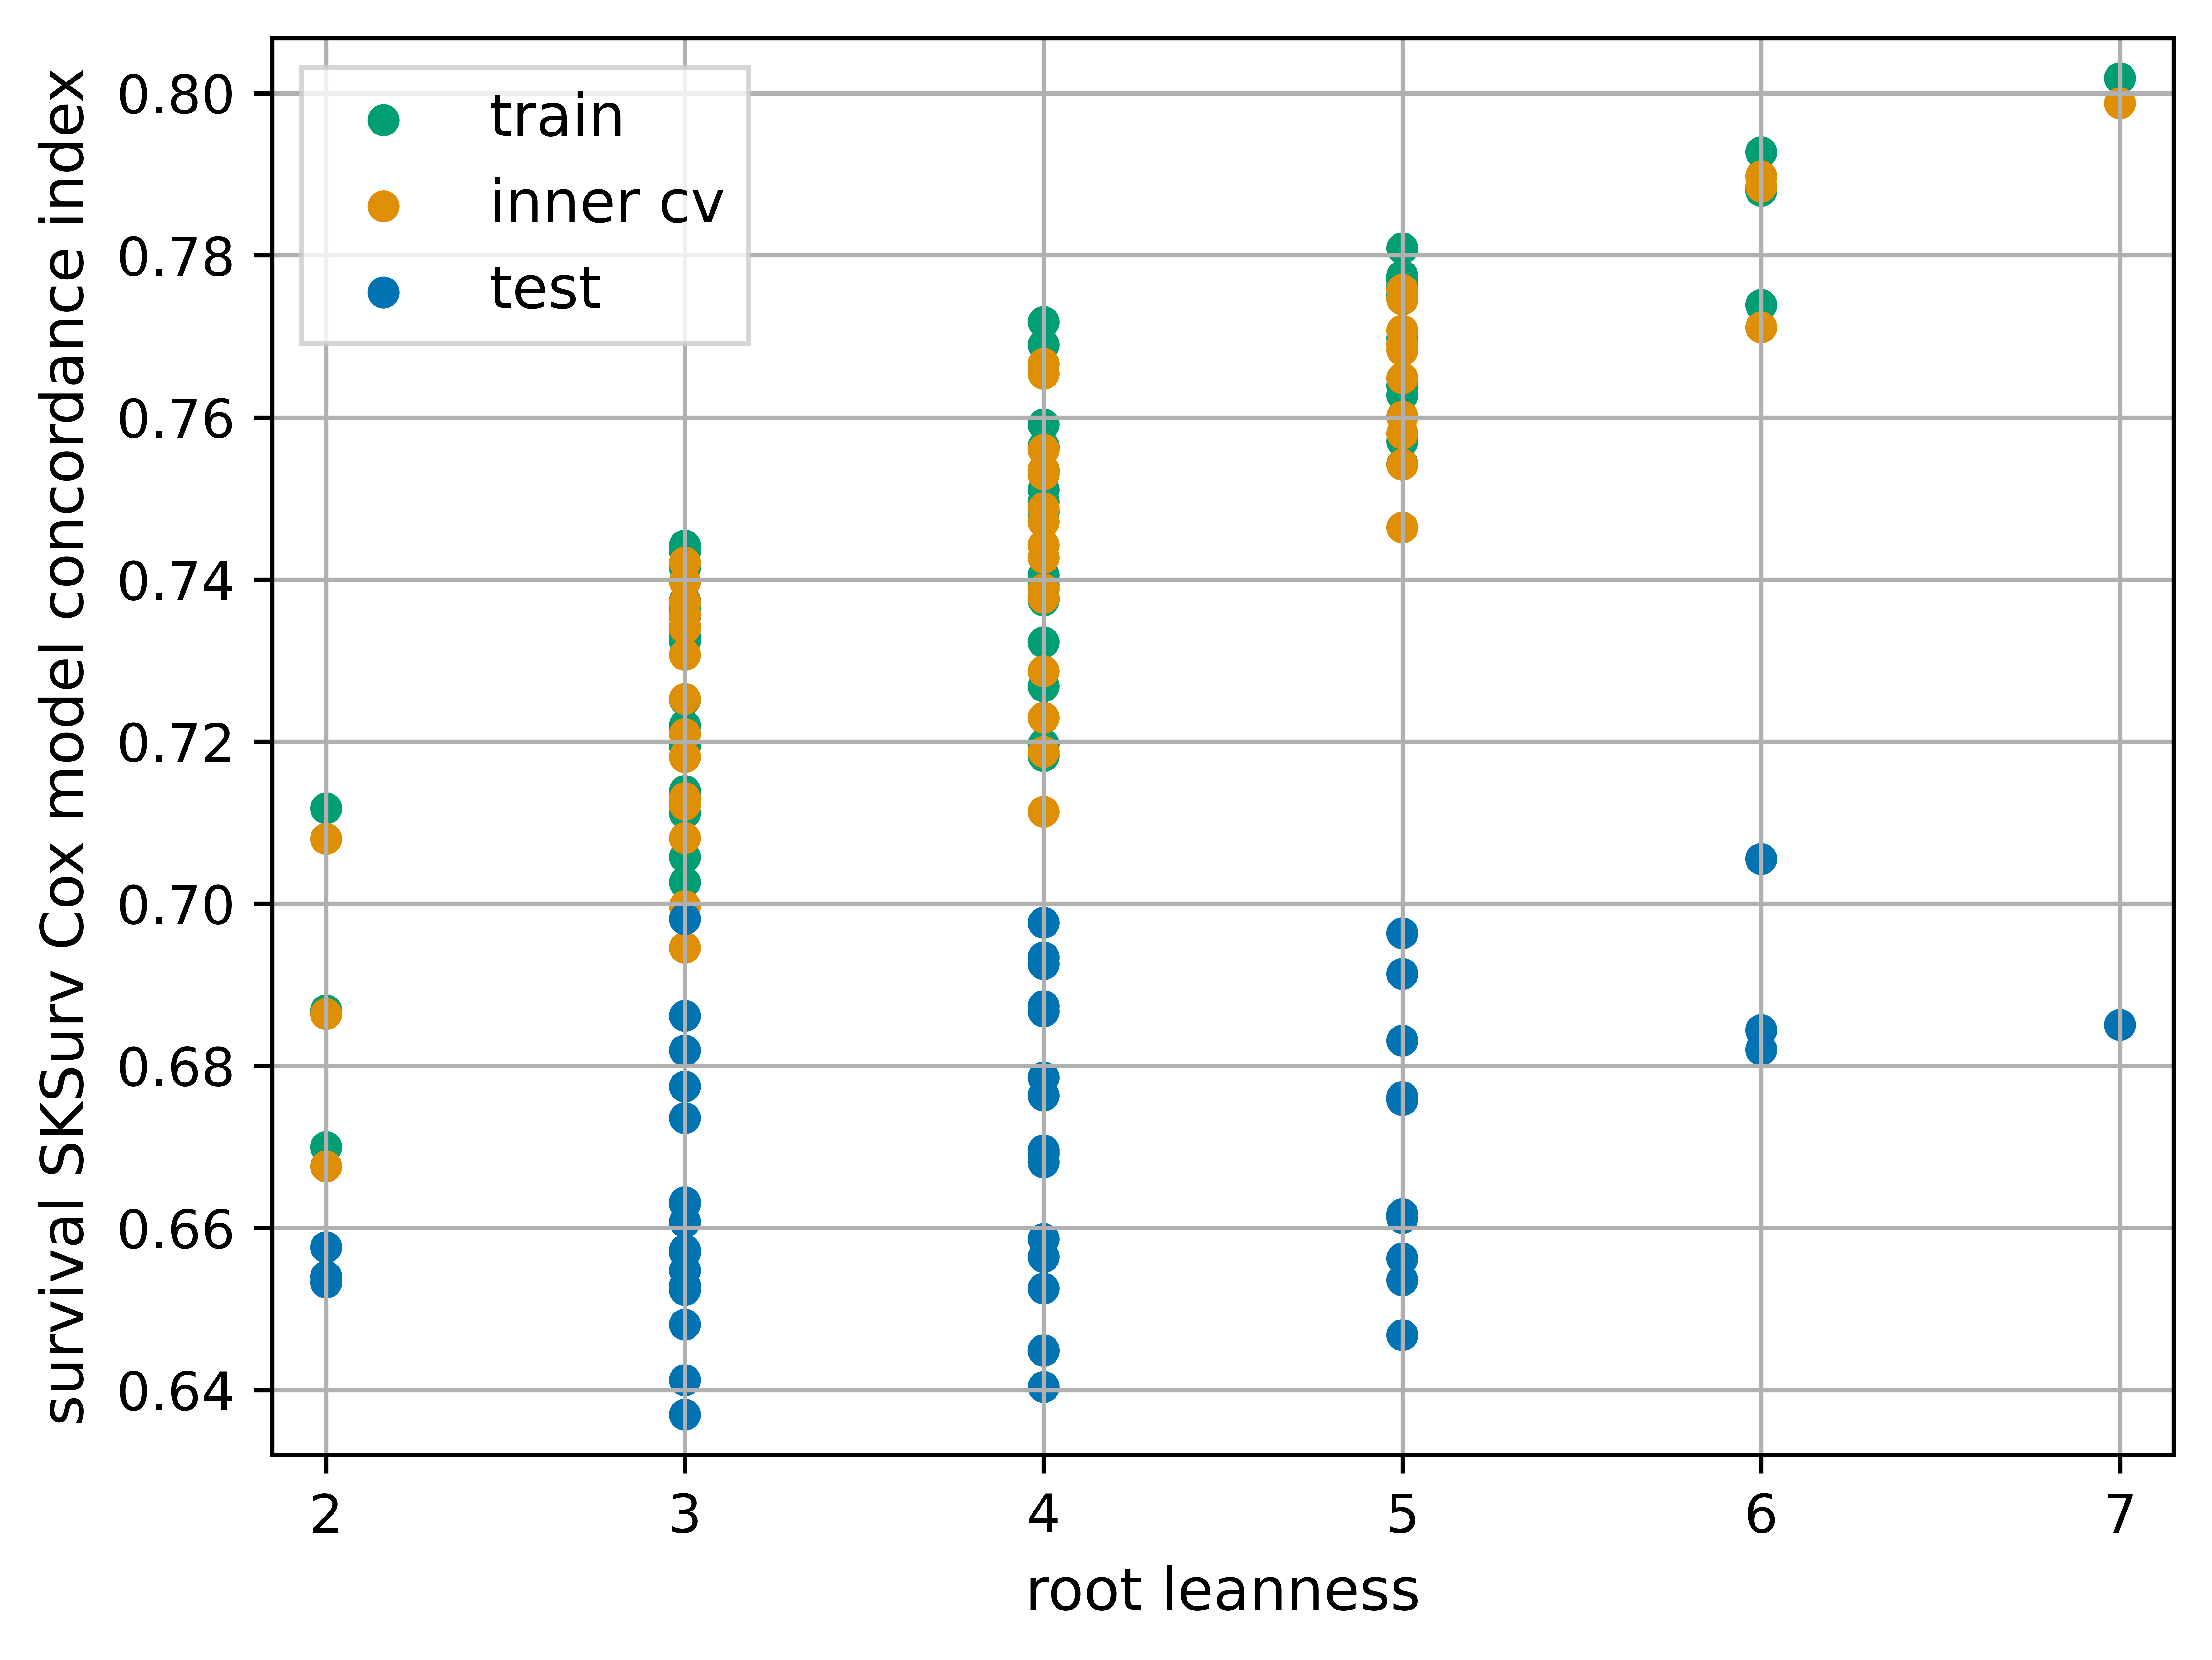 survival SKSurv Cox model concordance index
0.80
0.78
0.76
0.74
0.72
0.70
0.68
0.66
0.64
train
inner cv
test
2 3 4 5 6 7
root leanness